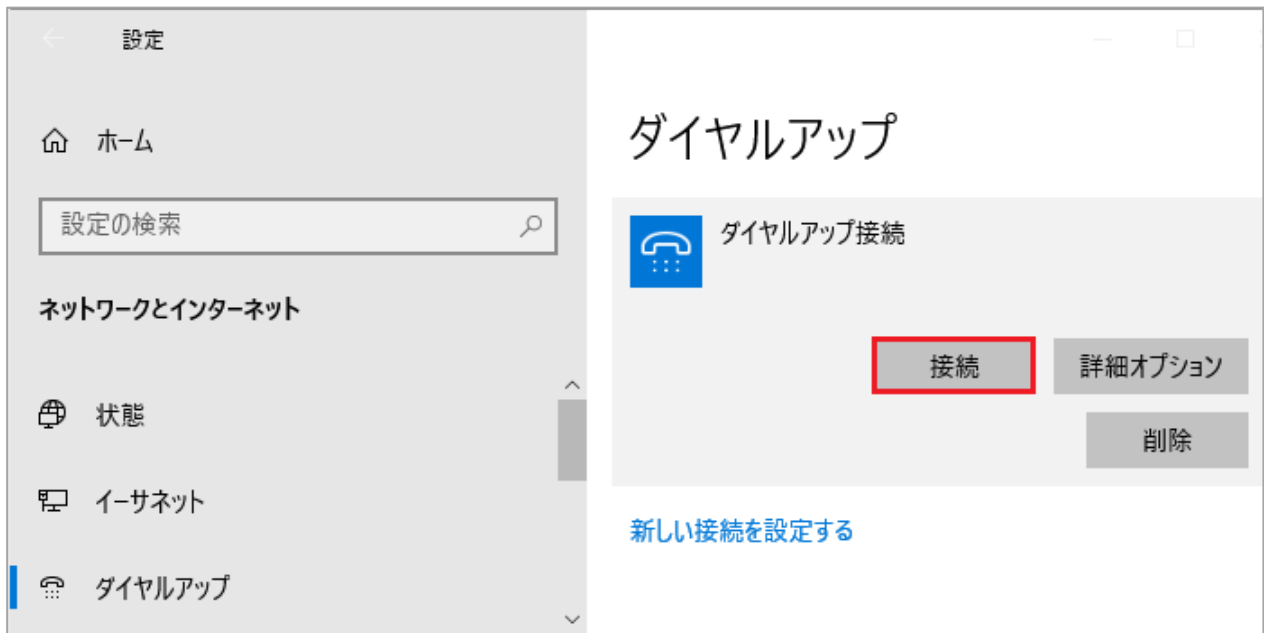 設定
ホーム
設定の検索
ネットワークとインターネット
状態
イーサネット
ダイヤルアップ
ダイヤルアップ
ダイヤルアップ接続
接続
詳細オプション
削除
新しい接続を設定する